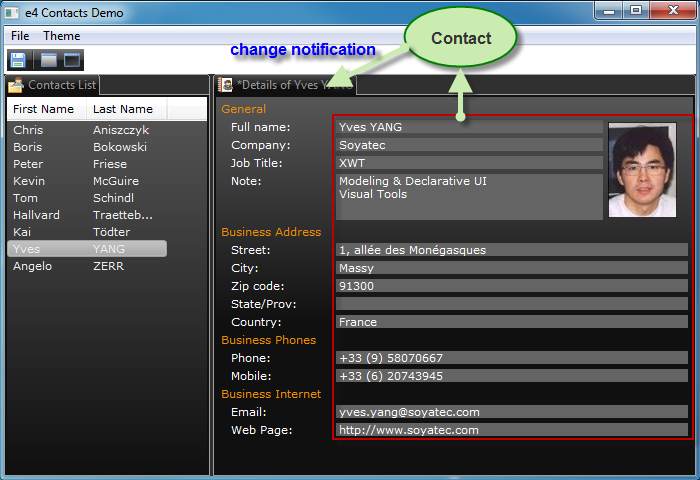 e4 Contacts Demo
File Theme
change notification
Contact
Contacts List
First Name Last Name
Chris Aniszczyk
Boris Bokowski
Peter Friese
Kevin McGuire
Tom Schindl
Hallvard Traetteb...
Kai Tödter
Yves YANG
Angelo ZERR
*Details of Yves YANG
General
Full name: Yves YANG
Company: Soyatec
Job Title: XWT
Note: Modeling & Declarative UI
Visual Tools
Business Address
Street: 1, allée des Monégasques
City: Massy
Zip code: 91300
State/Prov:
Country: France
Business Phones
Phone: +33 (9) 58070667
Mobile: +33 (6) 20743945
Business Internet
Email: yves.yang@soyatec.com
Web Page: http://www.soyatec.com